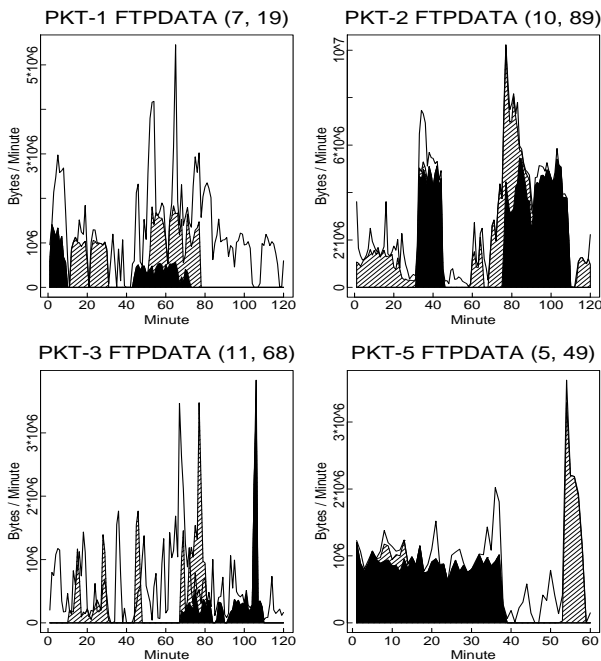 PKT-1 FTPDATA (7, 19)
Bytes / Minute
0 1*10^6 3*10^6 5*10^6
0 20 40 60 80 100 120
Minute
PKT-2 FTPDATA (10, 89)
Bytes / Minute
0 2*10^6 6*10^6 10^7
0 20 40 60 80 100 120
Minute
PKT-3 FTPDATA (11, 68)
Bytes / Minute
0 10^6 2*10^6 3*10^6
0 20 40 60 80 100 120
Minute
PKT-5 FTPDATA (5, 49)
Bytes / Minute
0 10^6 2*10^6 3*10^6
0 10 20 30 40 50 60
Minute